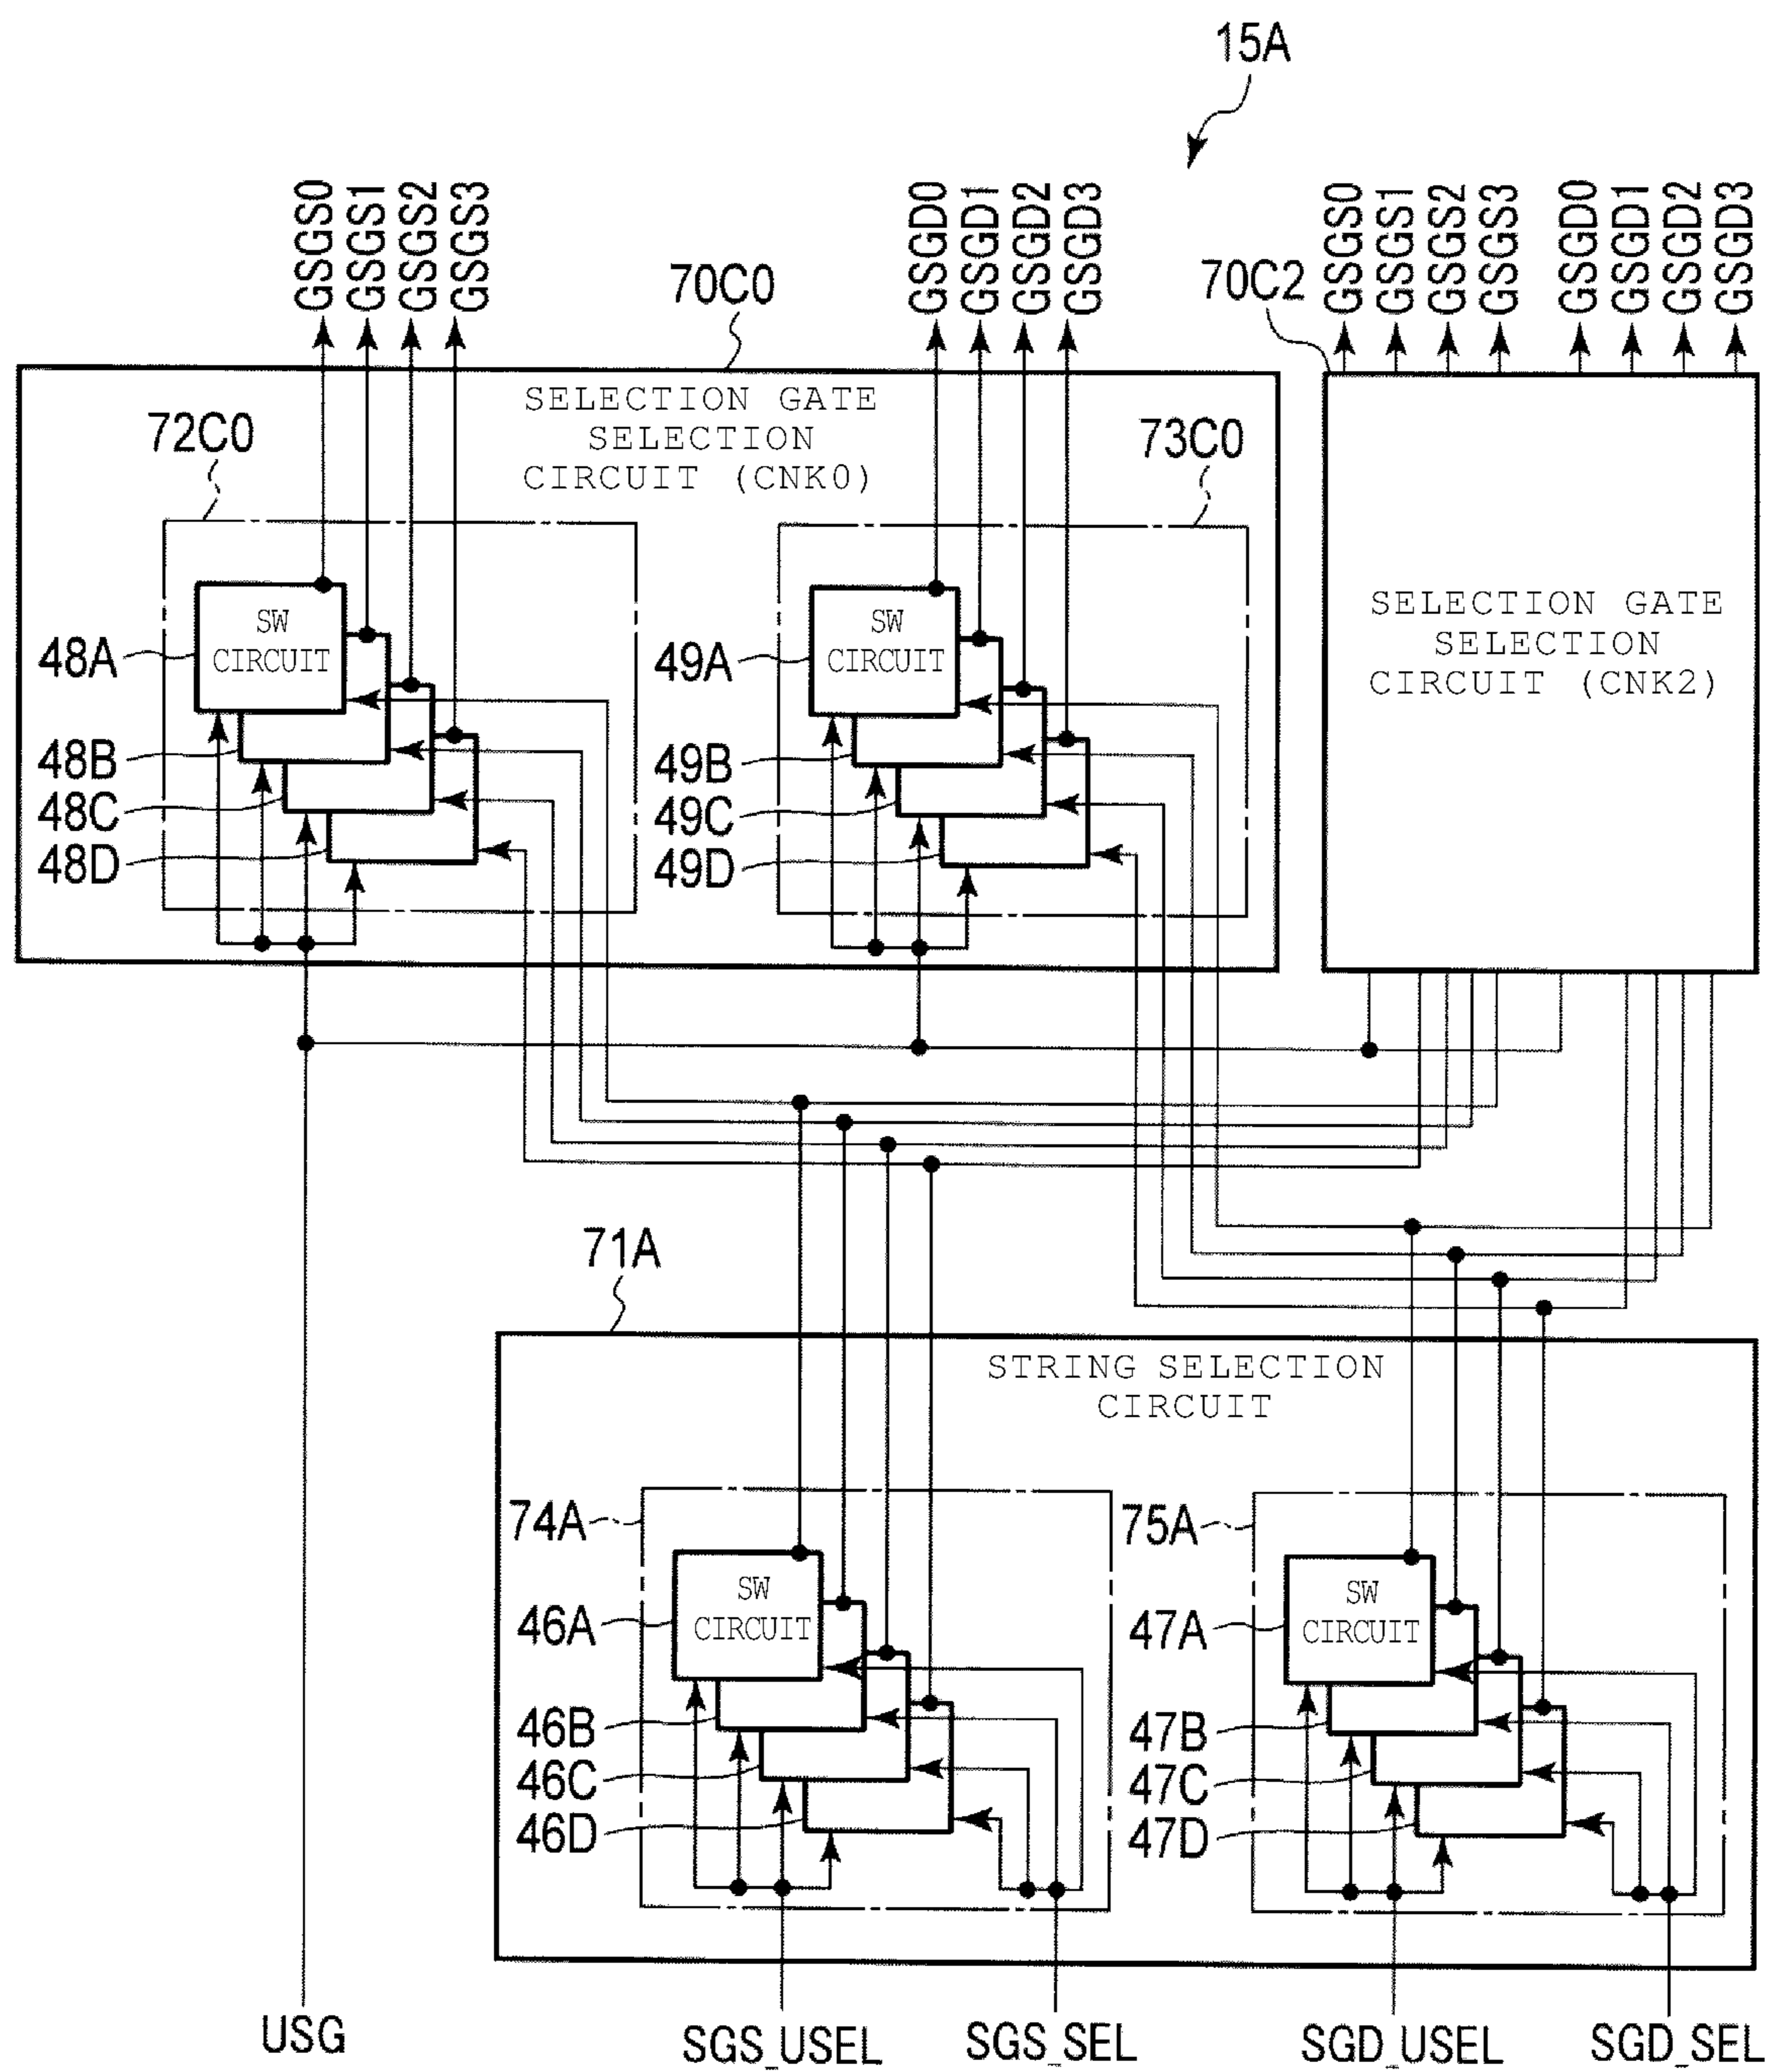 15A
GSGS0
GSGS1
GSGS2
GSGS3
GSGD0
GSGD1
GSGD2
GSGD3
GSGS0
GSGS1
GSGS2
GSGS3
GSGD0
GSGD1
GSGD2
GSGD3
70C0
70C2
SELECTION GATE
SELECTION
CIRCUIT (CNK0)
72C0
73C0
SW
CIRCUIT
48A
48B
48C
48D
SW
CIRCUIT
49A
49B
49C
49D
SELECTION GATE
SELECTION
CIRCUIT (CNK2)
71A
STRING SELECTION
CIRCUIT
74A
75A
SW
CIRCUIT
46A
46B
46C
46D
SW
CIRCUIT
47A
47B
47C
47D
USG
SGS_USEL
SGS_SEL
SGD_USEL
SGD_SEL